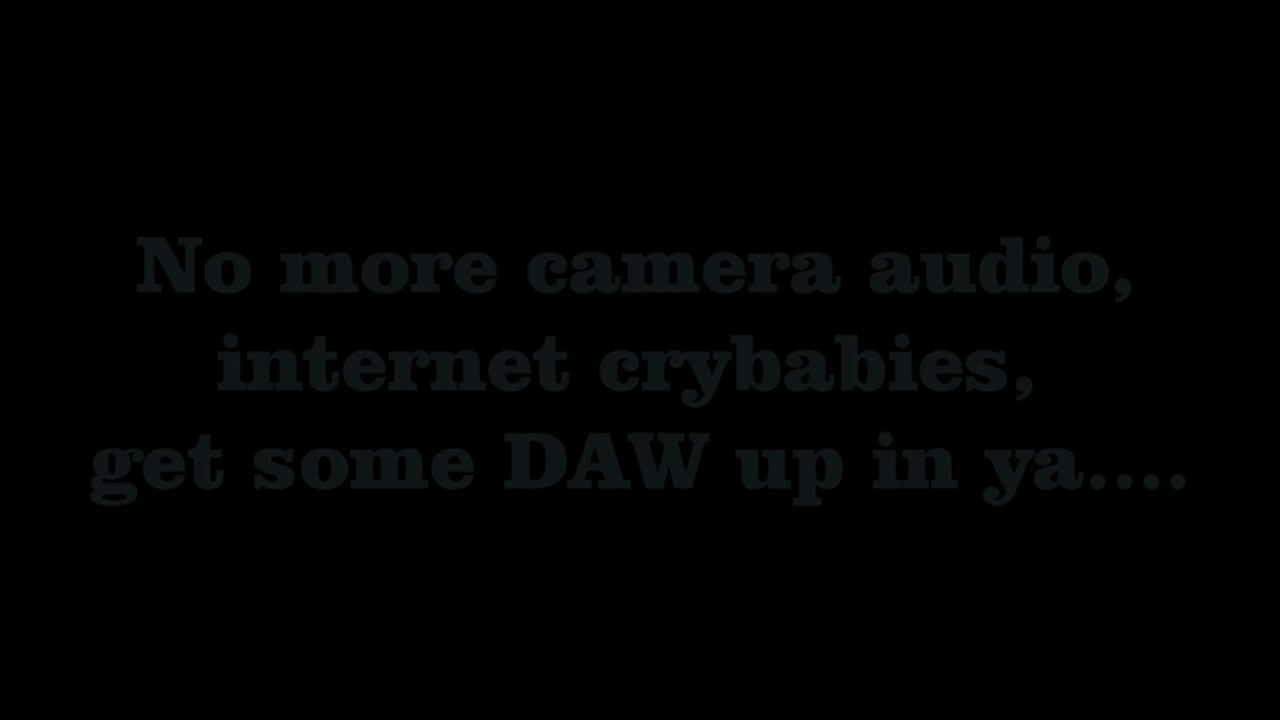 No more camera audio,
internet crybabies,
get some DAW up in ya....